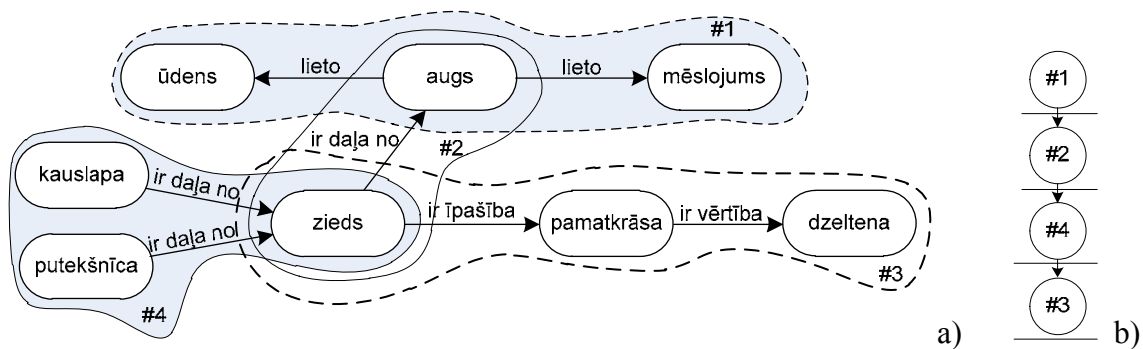 #1
ūdens
lieto
augs
lieto
mēslojums
#1
ir daļa no
#2
#2
kauslapa
ir daļa no
zieds
ir īpašība
pamatkrāsa
ir vērtība
dzeltena
#4
putekšnīca
ir daļa no
#3
#3
#4
a)
b)